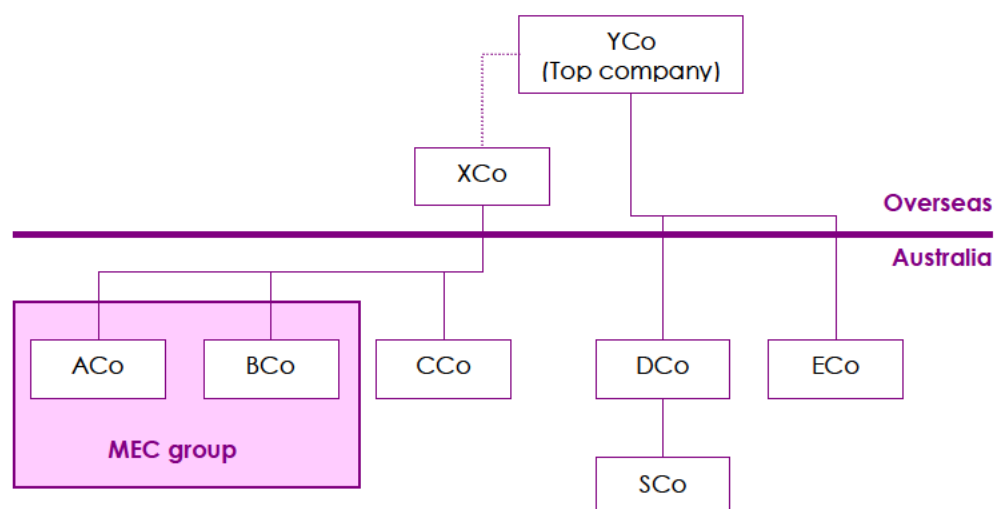 YCo
(Top company)
XCo
Overseas
Australia
ACo
BCo
CCo
DCo
ECo
MEC group
SCo